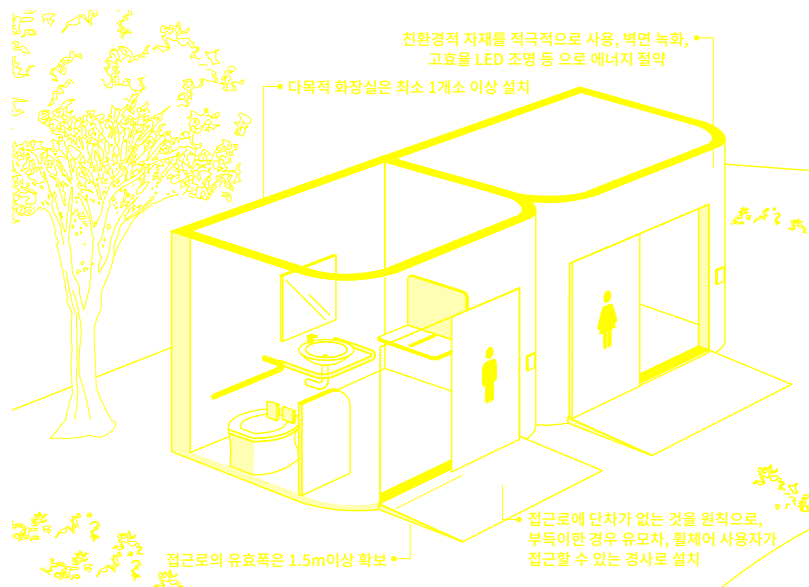 친환경적 자재를 적극적으로 사용, 벽면 녹화,
고효율 LED 조명 등 으로 에너지 절약
다목적 화장실은 최소 1개소 이상 설치
접근로에 단차가 없는 것을 원칙으로,
부득이한 경우 유모차, 휠체어 사용자가
접근할 수 있는 경사로 설치
접근로의 유효폭은 1.5m이상 확보